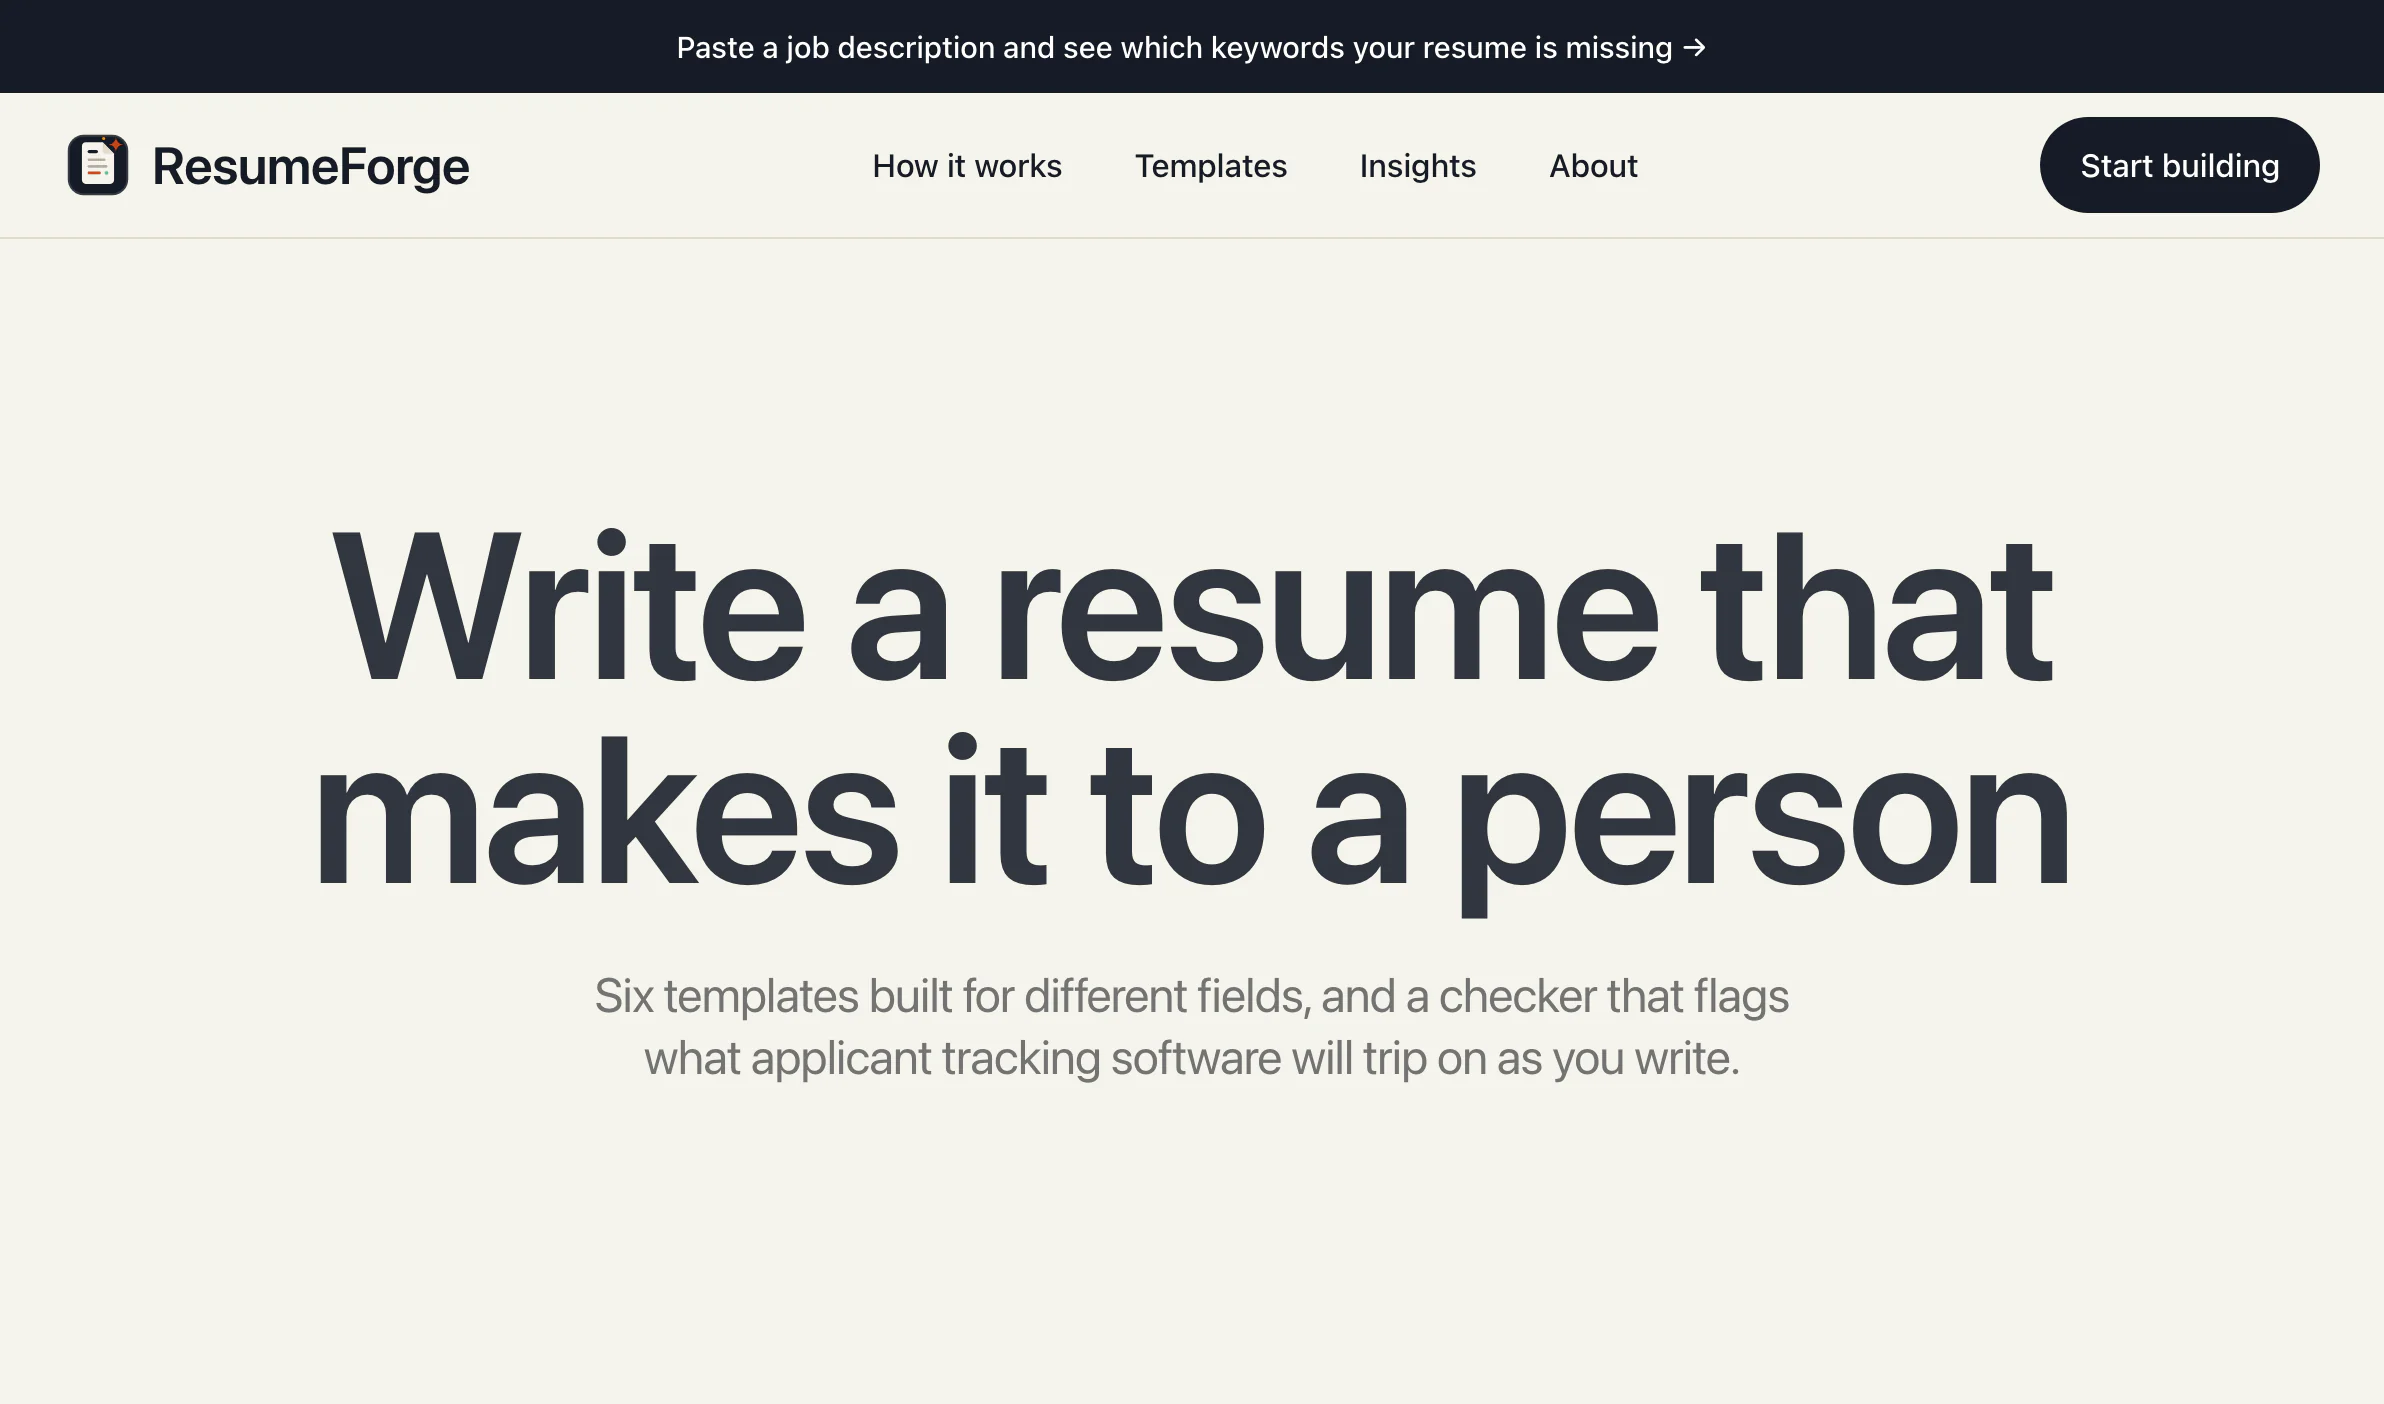 Paste a job description and see which keywords your resume is missing →
ResumeForge
How it works
Templates
Insights
About
Start building
Write a resume that
makes it to a person
Six templates built for different fields, and a checker that flags
what applicant tracking software will trip on as you write.